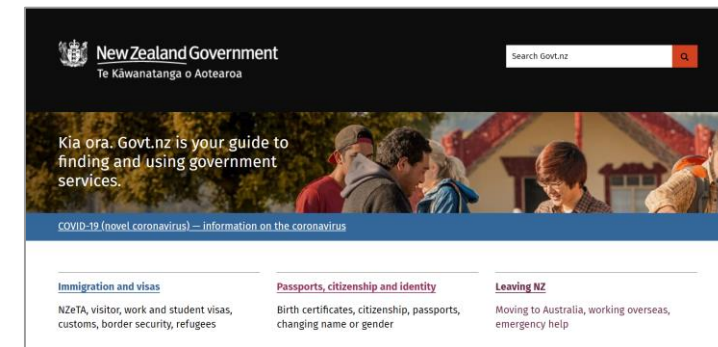 New Zealand Government
Te Kāwanatanga o Aotearoa
Search Govt.nz
Kia ora. Govt.nz is your guide to
finding and using government
services.
COVID-19 (novel coronavirus) — information on the coronavirus
Immigration and visas
NZeTA, visitor, work and student visas,
customs, border security, refugees
Passports, citizenship and identity
Birth certificates, citizenship, passports,
changing name or gender
Leaving NZ
Moving to Australia, working overseas,
emergency help